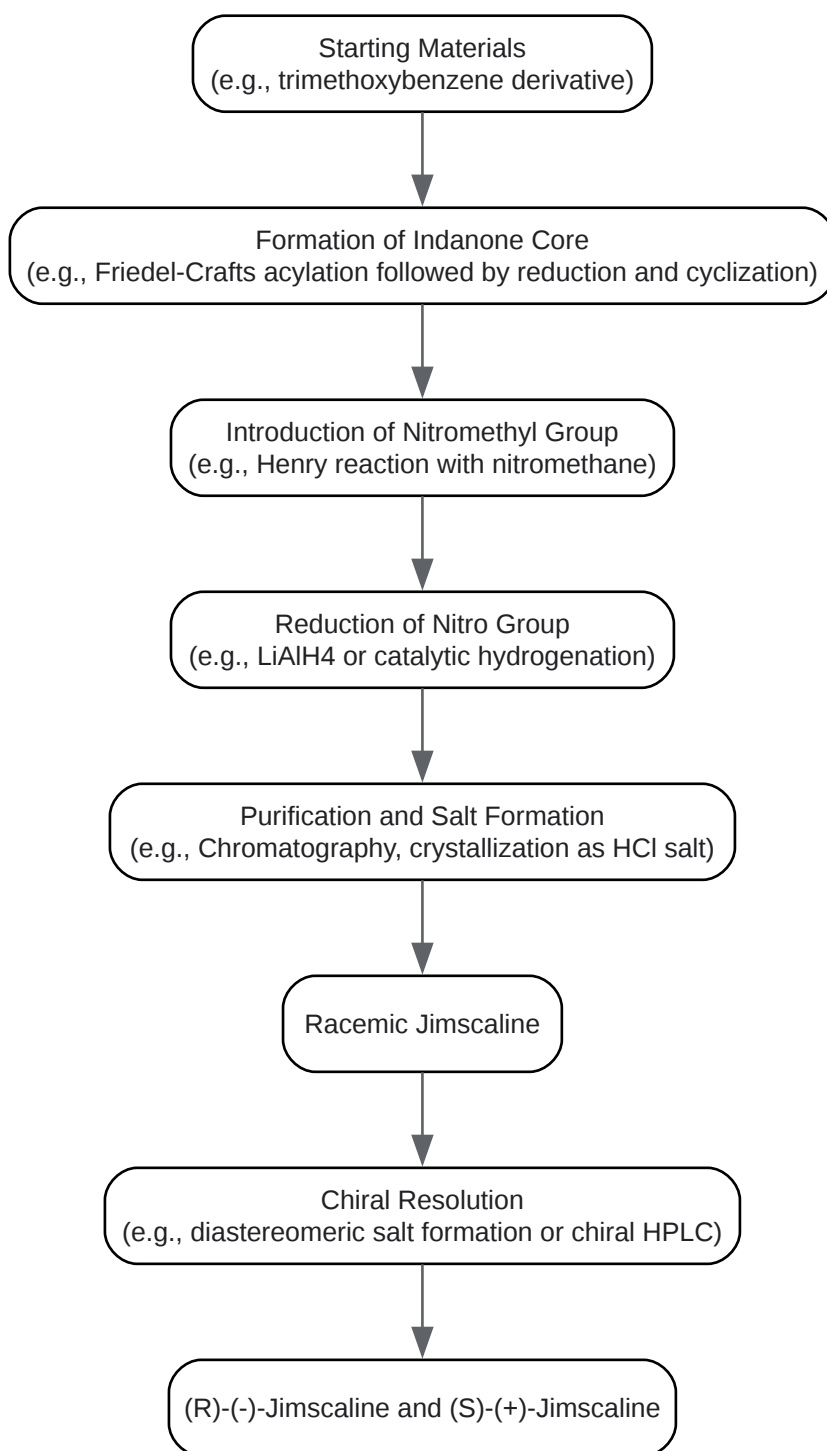 Starting Materials
(e.g., trimethoxybenzene derivative)
Formation of Indanone Core
(e.g., Friedel-Crafts acylation followed by reduction and cyclization)
Introduction of Nitromethyl Group
(e.g., Henry reaction with nitromethane)
Reduction of Nitro Group
(e.g., LiAlH4 or catalytic hydrogenation)
Purification and Salt Formation
(e.g., Chromatography, crystallization as HCl salt)
Racemic Jimscaline
Chiral Resolution
(e.g., diastereomeric salt formation or chiral HPLC)
(R)-(-)-Jimscaline and (S)-(+)-Jimscaline